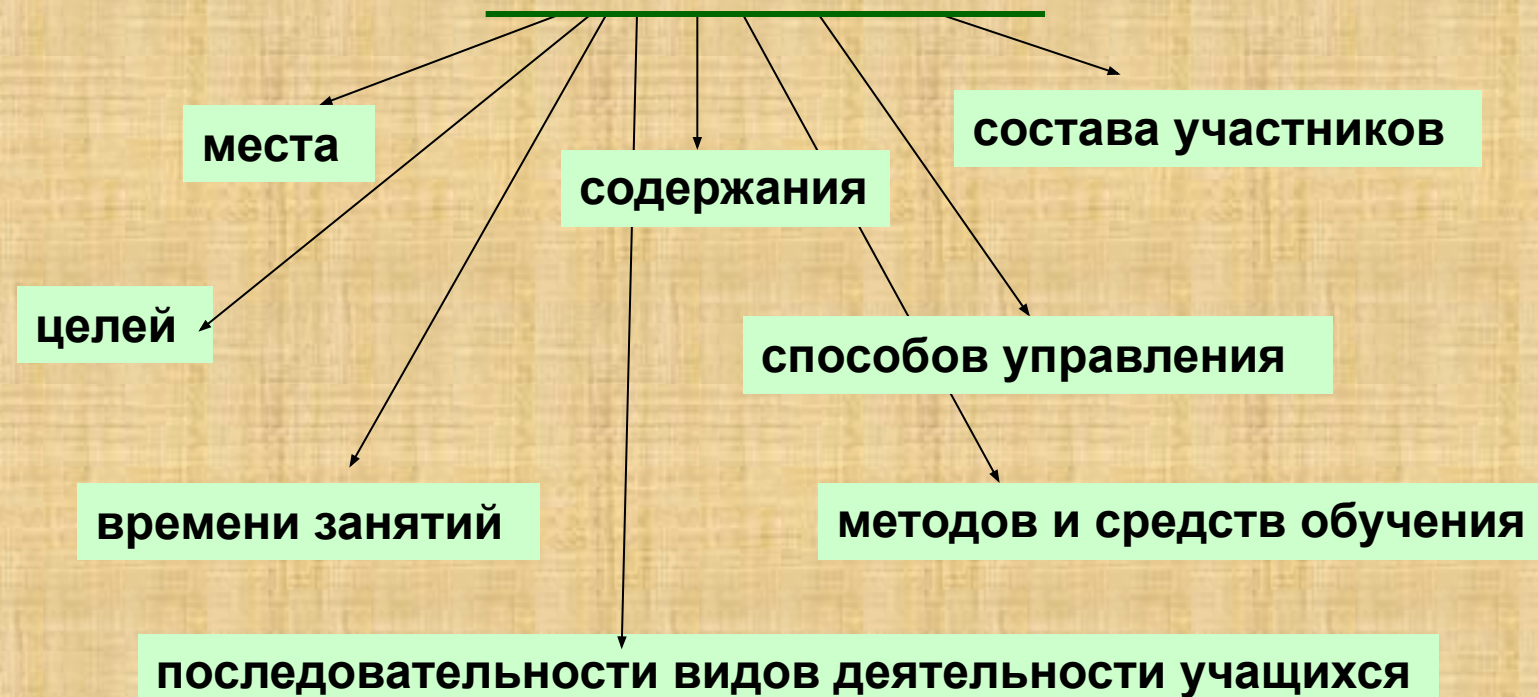 состава участников
места
содержания
целей
способов управления
времени занятий
методов и средств обучения
последовательности видов деятельности учащихся